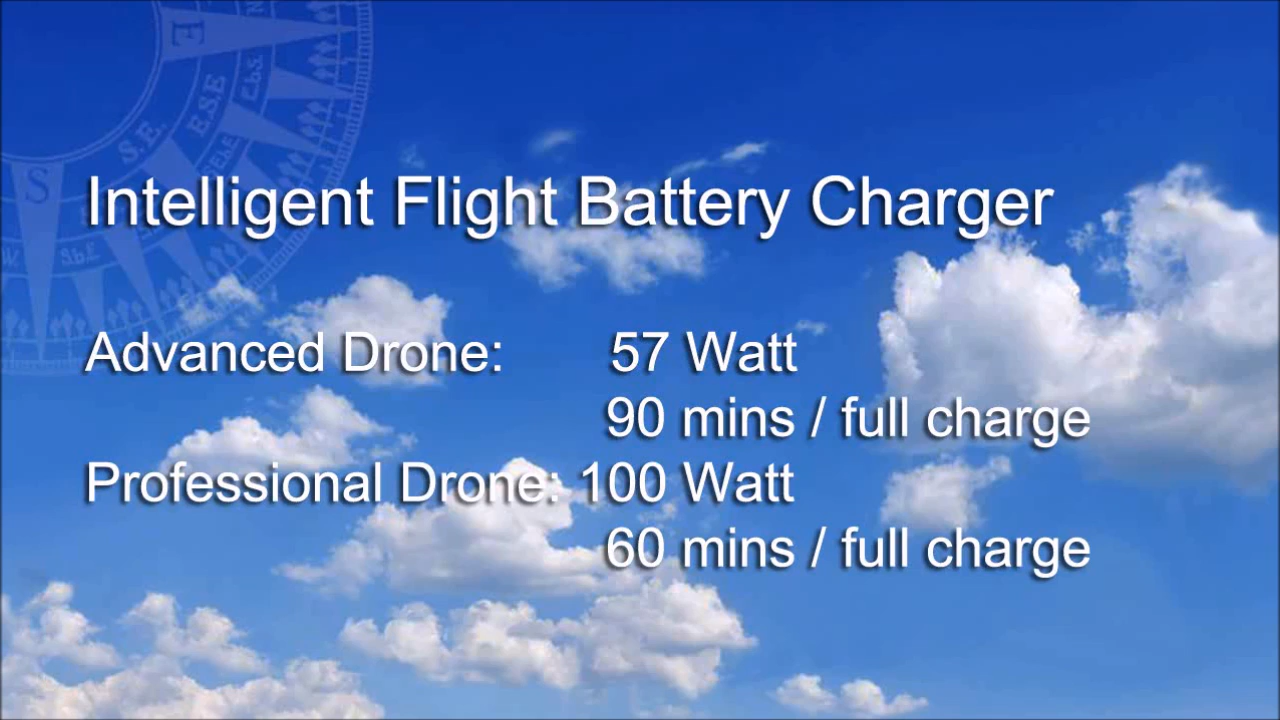 E
E.S.E
S.E.
S
Intelligent Flight Battery Charger
Advanced Drone: 57 Watt
90 mins / full charge
Professional Drone: 100 Watt
60 mins / full charge